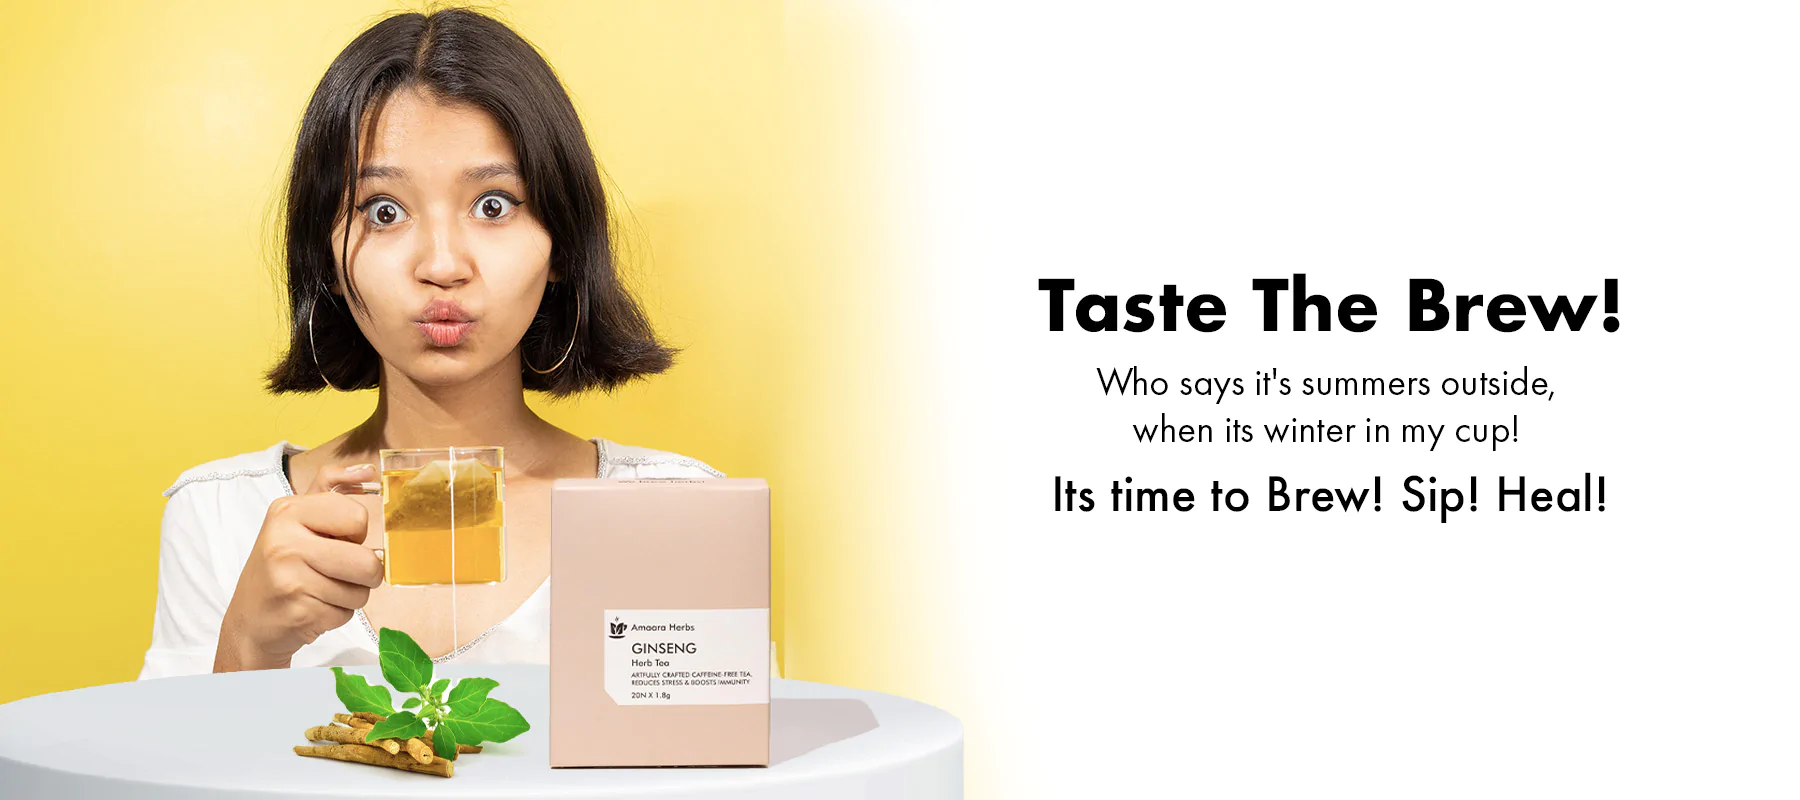 Taste The Brew!
Who says it's summers outside,
when its winter in my cup!
Its time to Brew! Sip! Heal!
Amaara Herbs
GINSENG
Herb Tea
ARTFULLY CRAFTED CAFFEINE-FREE TEA,
REDUCES STRESS & BOOSTS IMMUNITY
20N X 1.8g